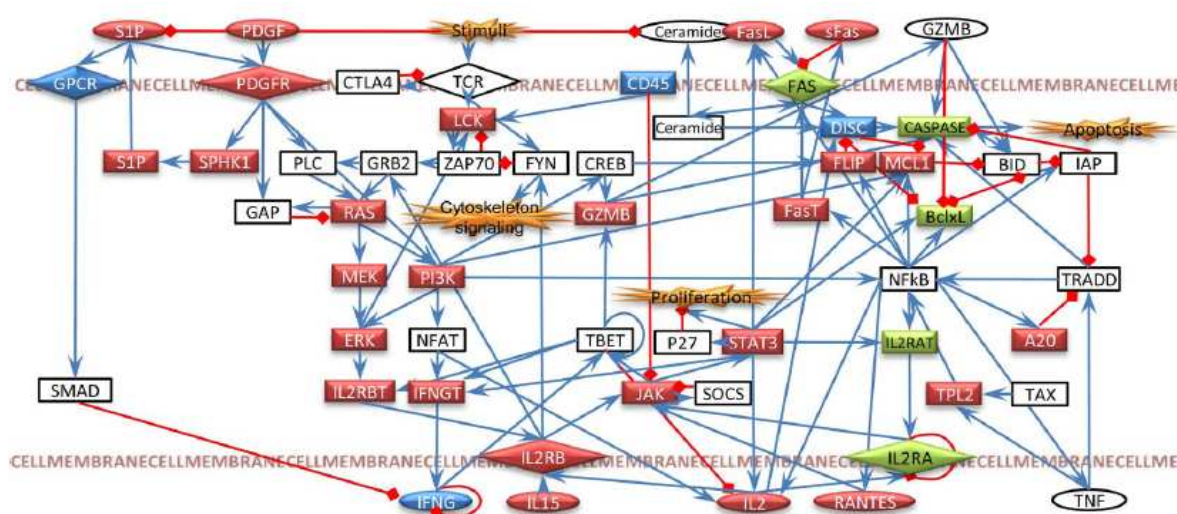 S1P PDGF Stimuli Ceramide FasL sFas GZMB
CELLMEMBRANECELLMEMBRANECELLMEMBRANECELLMEMBRANECELLMEMBRANECELLMEMBRANECELLMEMBRANE
GPCR PDGFR CTLA4 TCR CD45 FAS
LCK Ceramide DISC CASPASE Apoptosis
S1P SPHK1 PLC GRB2 ZAP70 FYN CREB FLIP MCL1 BID IAP
GAP RAS Cytoskeleton
signaling
GZMB FasT BclxL
MEK PI3K NFkB TRADD
Proliferation
ERK NFAT TBET P27 STAT3 IL2RAT A20
SMAD IL2RBT IFNGT JAK SOCS TPL2 TAX
IL2RB IL2RA
CELLMEMBRANECELLMEMBRANECELLMEMBRANECELLMEMBRANECELLMEMBRANECELLMEMBRANECELLMEMBRANE
IFNG IL15 IL2 RANTES TNF